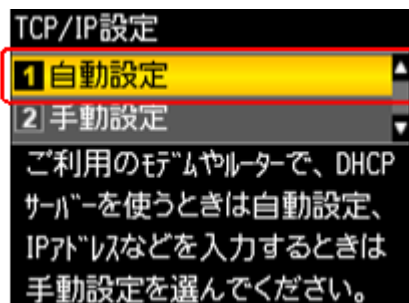 TCP/IP設定
1 自動設定
2 手動設定
ご利用のﾓﾃﾞﾑやﾙｰﾀｰで、DHCP
ｻｰﾊﾞｰを使うときは自動設定、
IPｱﾄﾞﾚｽなどを入力するときは
手動設定を選んでください。